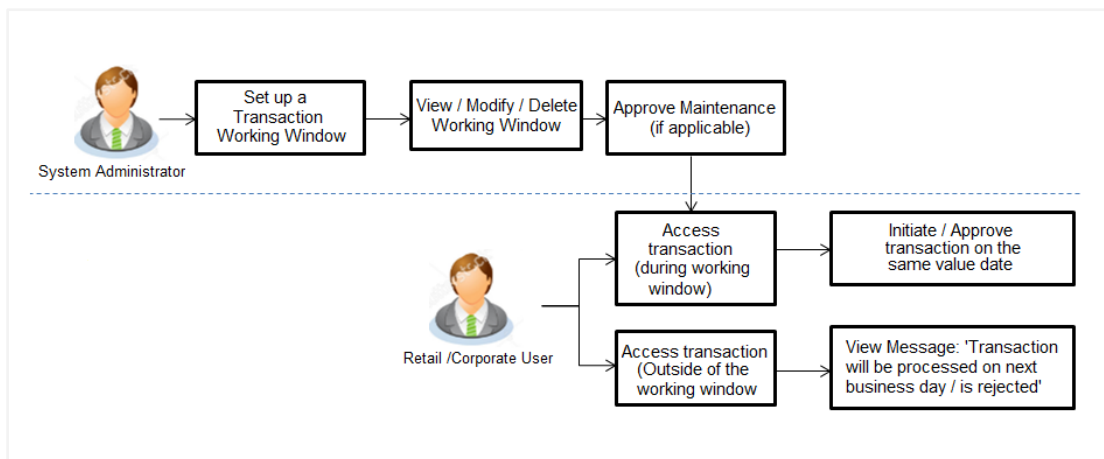 Set up a
Transaction
Working Window
View / Modify / Delete
Working Window
Approve Maintenance
(if applicable)
System Administrator
Access
transaction
(during working
window)
Initiate / Approve
transaction on the
same value date
Retail /Corporate User
Access transaction
(Outside of the
working window
View Message: 'Transaction
will be processed on next
business day / is rejected'